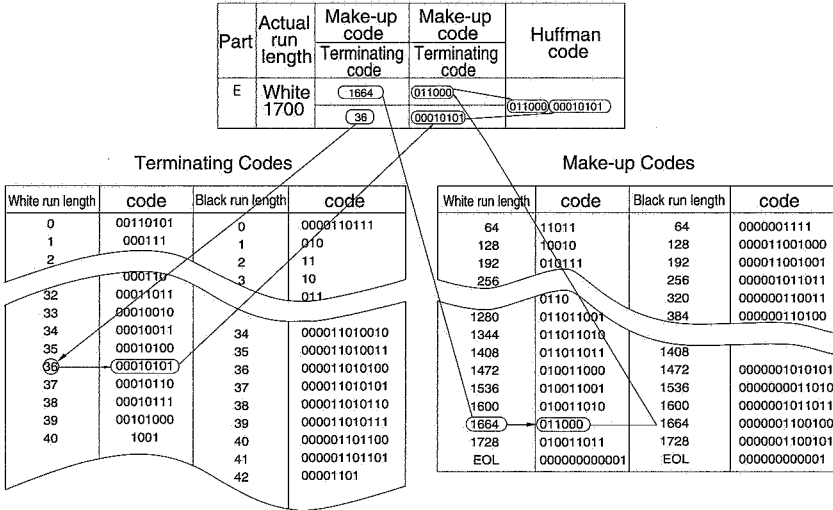 Part
Actual run length
Make-up code
Terminating code
Make-up code
Terminating code
Huffman code
E
White 1700
1664
011000
36
00010101
011000 00010101
Terminating Codes
White run length code Black run length code
0 00110101 0 0000110111
1 000111 1 010
2 2 11
000110 3 10
32 00011011 011
33 00010010
34 00010011 34 000011010010
35 00010100 35 000011010011
36 00010101 36 000011010100
37 00010110 37 000011010101
38 00010111 38 000011010110
39 00101000 39 000011010111
40 1001 40 000001101100
41 000001101101
42 00001101
Make-up Codes
White run length code Black run length code
64 11011 64 0000001111
128 10010 128 000011001000
192 010111 192 000011001001
256 256 000001011011
0110 320 000000110011
1280 011011001 384 000000110100
1344 011011010
1408 011011011 1408
1472 010011000 1472 0000001010101
1536 010011001 1536 0000000011010
1600 010011010 1600 0000001011011
1664 011000 1664 0000001100100
1728 010011011 1728 0000001100101
EOL 000000000001 EOL 000000000001